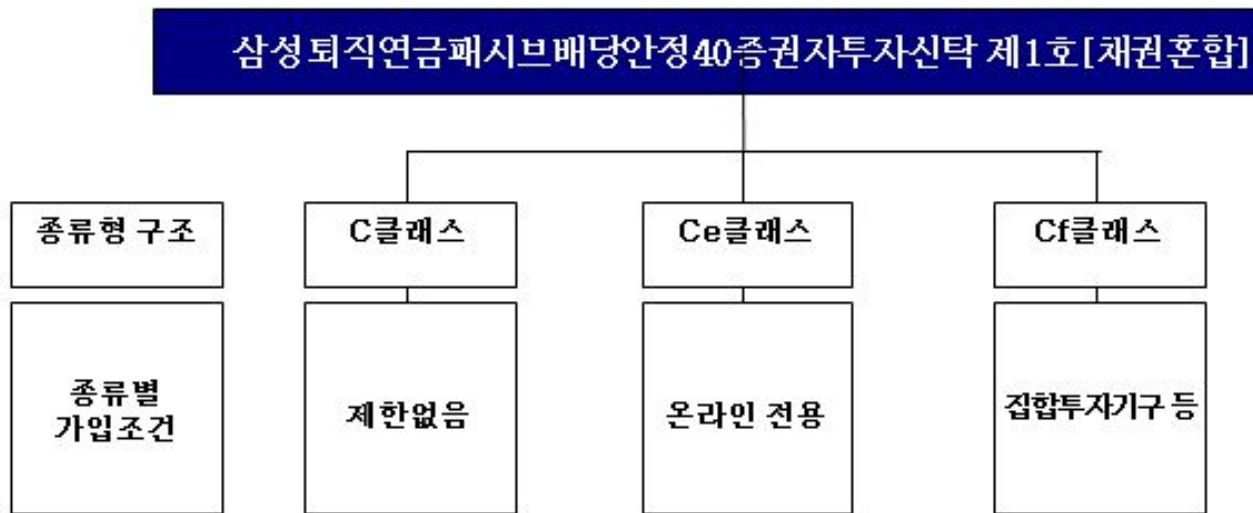 삼성퇴직연금패시브배당안정40증권자투자신탁 제1호[채권혼합]
종류형 구조
C클래스
Ce클래스
Cf클래스
종류별
가입조건
제한없음
온라인 전용
집합투자기구 등